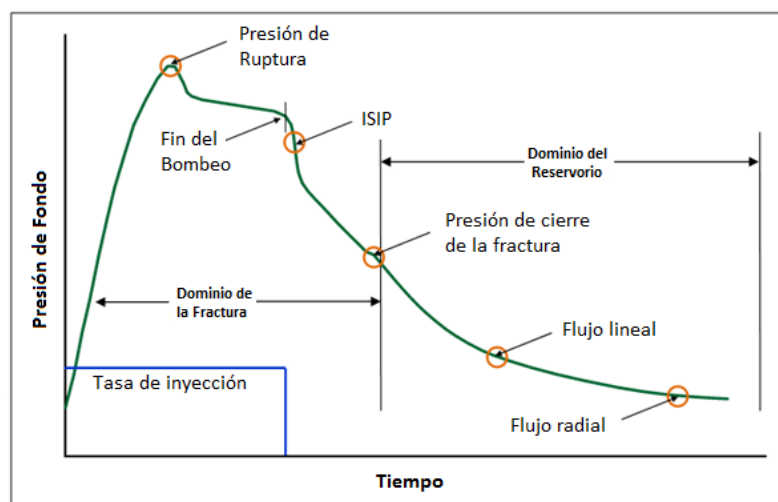 Presión de
Ruptura
ISIP
Fin del
Bombeo
Dominio del
Reservorio
Presión de cierre
de la fractura
Dominio de
la Fractura
Flujo lineal
Tasa de inyección
Flujo radial
Presión de Fondo
Tiempo